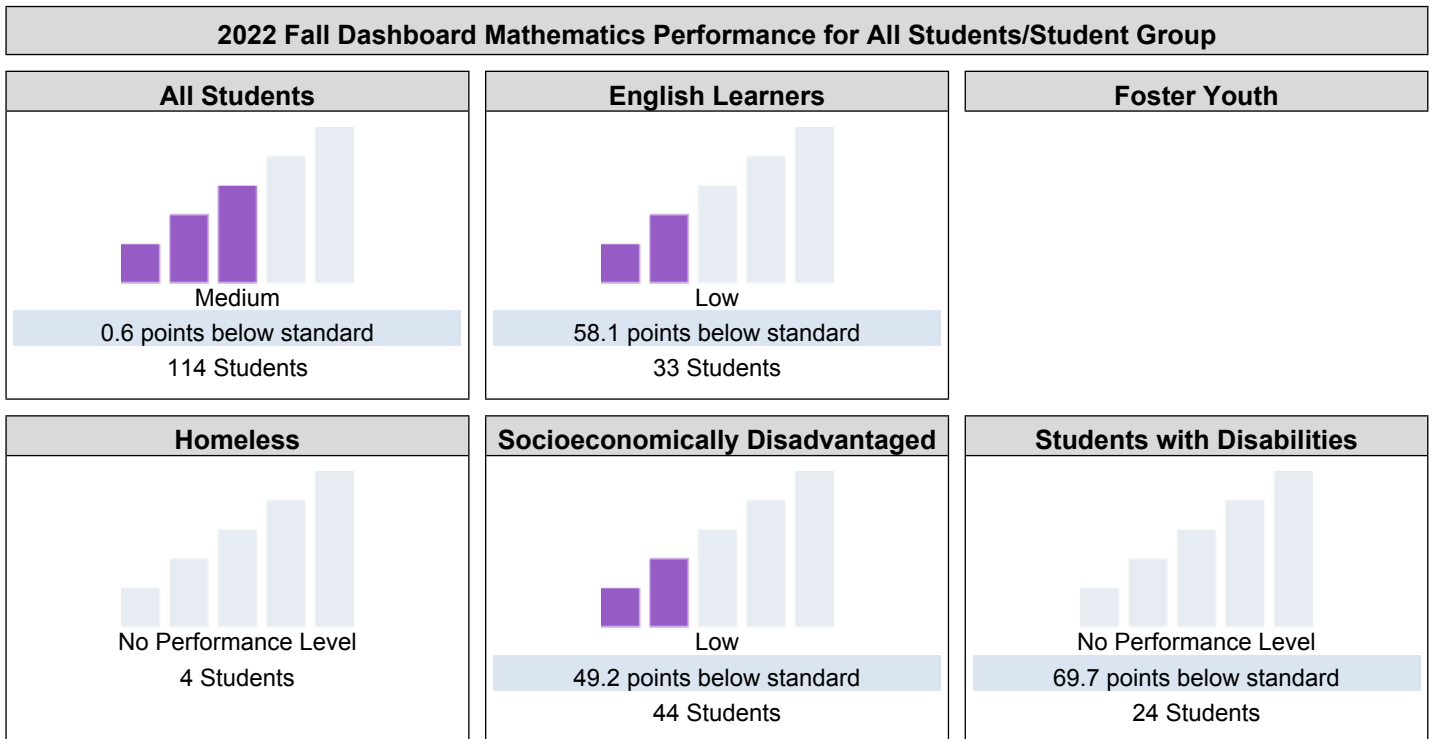 2022 Fall Dashboard Mathematics Performance for All Students/Student Group
All Students
Medium
0.6 points below standard
114 Students
English Learners
Low
58.1 points below standard
33 Students
Foster Youth
Homeless
No Performance Level
4 Students
Socioeconomically Disadvantaged
Low
49.2 points below standard
44 Students
Students with Disabilities
No Performance Level
69.7 points below standard
24 Students